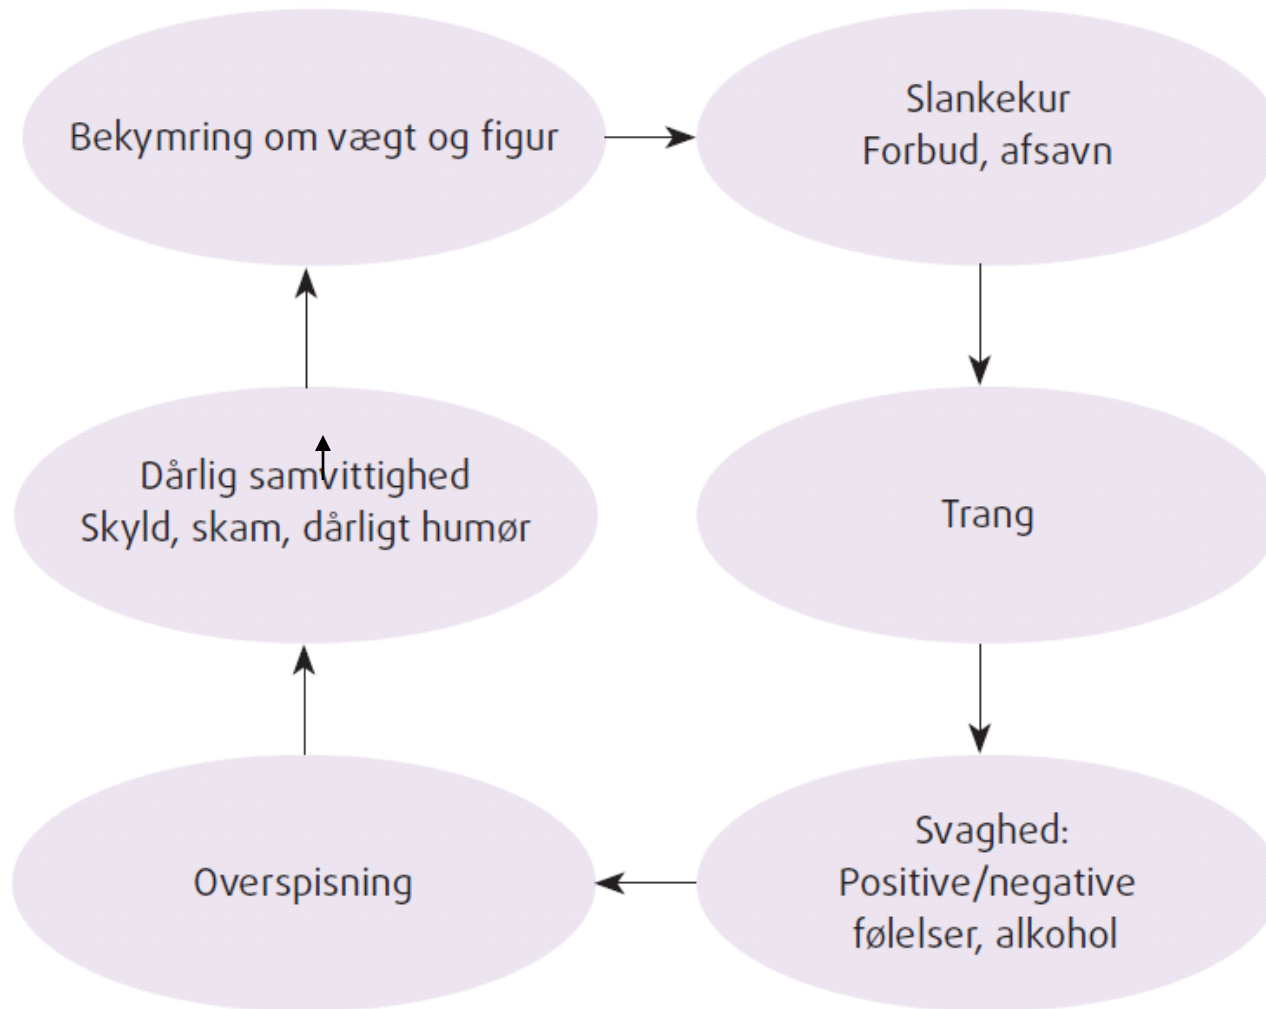 Bekymring om vægt og figur
Slankekur
Forbud, afsavn
Dårlig samvittighed
Skyld, skam, dårligt humør
Trang
Overspisning
Svaghed:
Positive/negative
følelser, alkohol